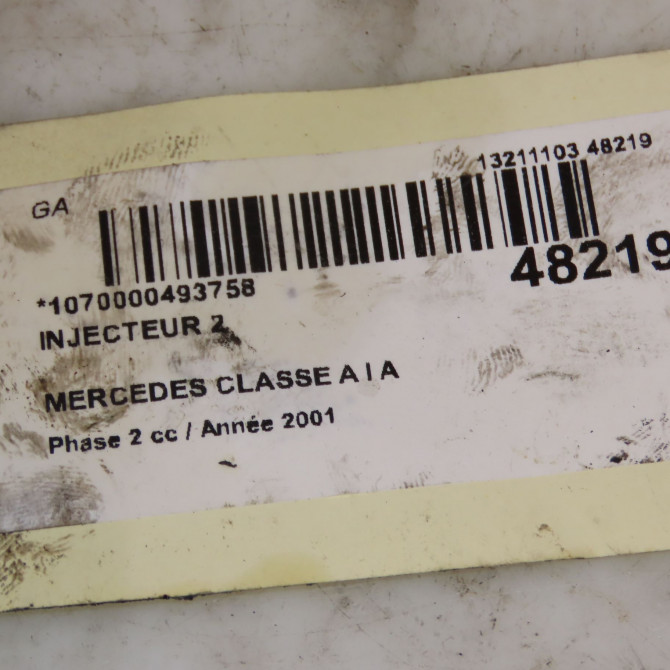 13211103 48219
GA
48219
*1070000493758
INJECTEUR 2
MERCEDES CLASSE A I A
Phase 2 cc / Année 2001